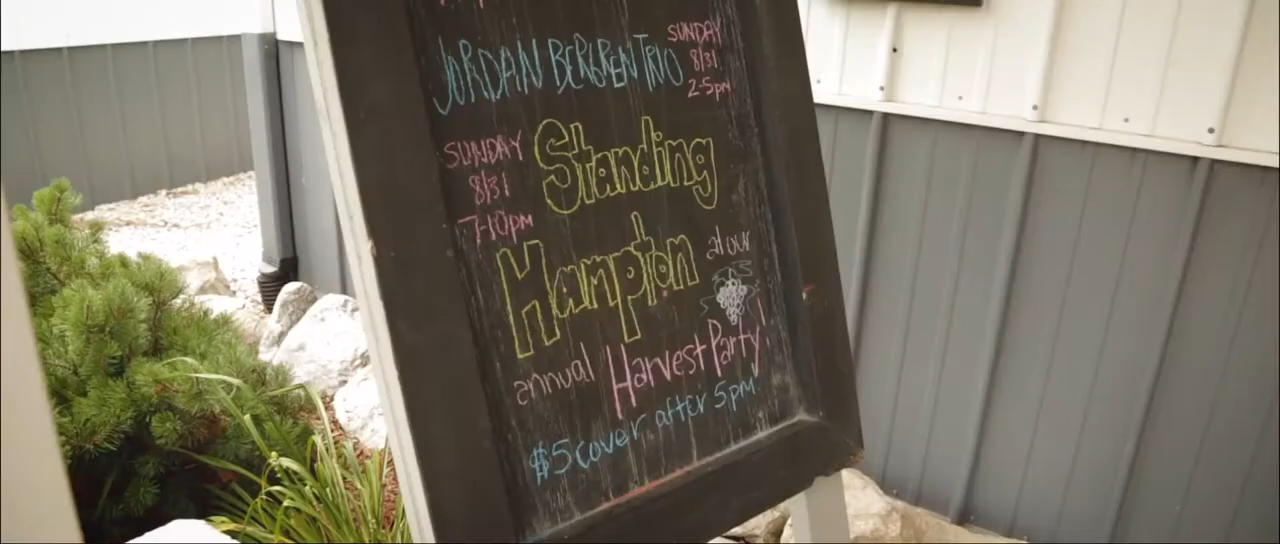 JORDAN BERGREN TRIO
SUNDAY
8/31
2-5pm
SUNDAY
8/31
7-10pm
Standing
Hampton
at our
annual Harvest Party!
$5 cover after 5pm